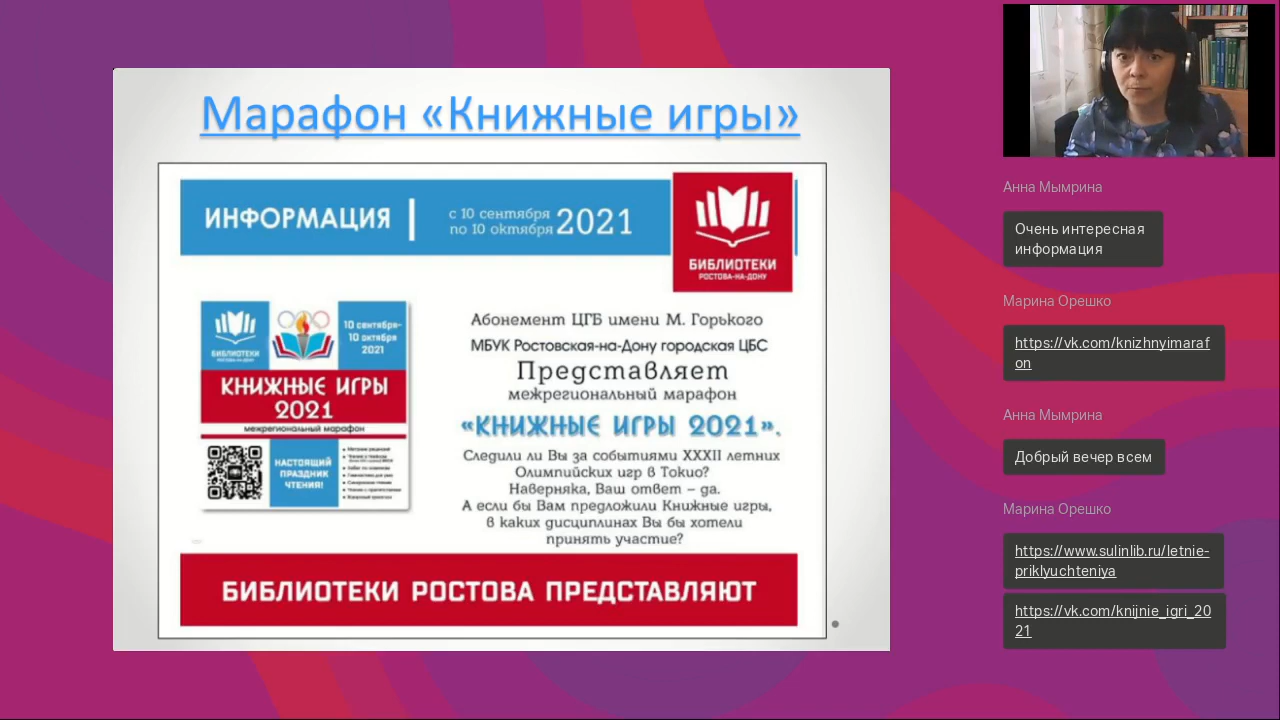 Марафон «Книжные игры»
ИНФОРМАЦИЯ
с 10 сентября
по 10 октября 2021
БИБЛИОТЕКИ
РОСТОВА-НА-ДОНУ
БИБЛИОТЕКИ
РОСТОВА-НА-ДОНУ
10 сентября-
10 октября
2021
КНИЖНЫЕ ИГРЫ
2021
межрегиональный марафон
НАСТОЯЩИЙ
ПРАЗДНИК
ЧТЕНИЯ!
Абонемент ЦГБ имени М. Горького
МБУК Ростовская-на-Дону городская ЦБС
Представляет
межрегиональный марафон
«КНИЖНЫЕ ИГРЫ 2021».
Следили ли Вы за событиями XXXII летних
Олимпийских игр в Токио?
Наверняка, Ваш ответ – да.
А если бы Вам предложили Книжные игры,
в каких дисциплинах Вы бы хотели
принять участие?
БИБЛИОТЕКИ РОСТОВА ПРЕДСТАВЛЯЮТ
Анна Мымрина
Очень интересная
информация
Марина Орешко
https://vk.com/knizhnyimaraf
on
Анна Мымрина
Добрый вечер всем
Марина Орешко
https://www.sulinlib.ru/letnie-
priklyuchteniya
https://vk.com/knijnie_igri_20
21